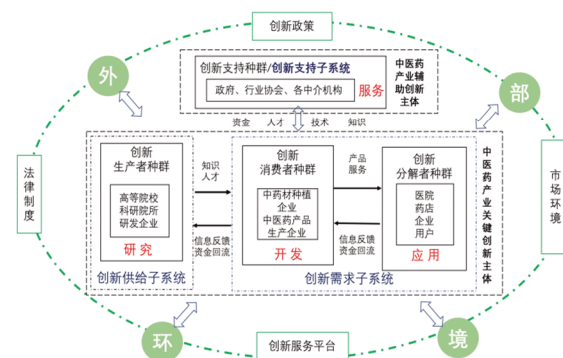 创新政策
外
部
创新支持种群/创新支持子系统
政府、行业协会、各中介机构
服务
中医药
产业辅
助创新
主体
资金 人才 技术 知识
法律制度
市场环境
创新
生产者种群
高等院校
科研院所
研发企业
研究
创新供给子系统
知识
人才
信息反馈
资金回流
创新
消费者种群
中药材种植
企业
中医药产品
生产企业
开发
产品
服务
信息反馈
资金回流
创新
分解者种群
医院
药店
企业
用户
应用
创新需求子系统
中医药产业关键创新主体
环
境
创新服务平台